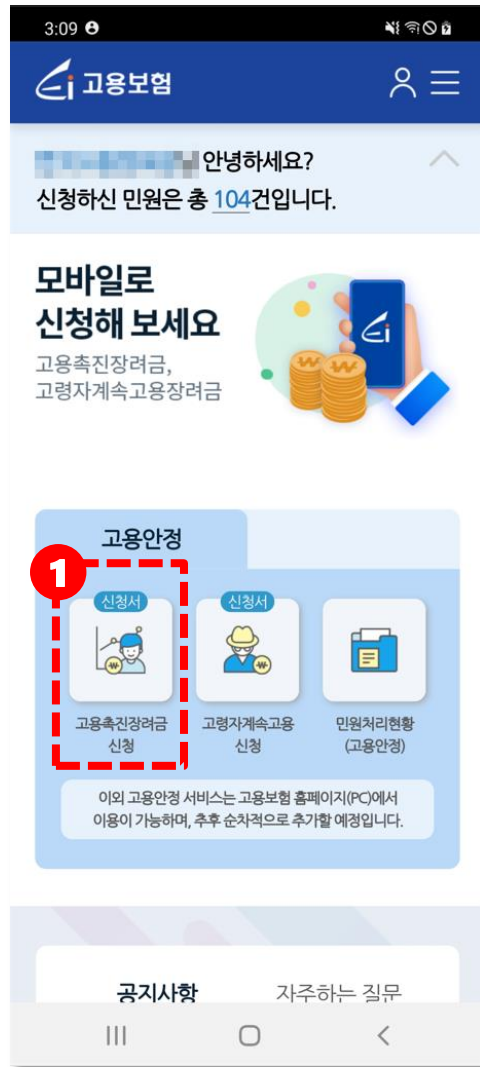 3:09
고용보험
님 안녕하세요?
신청하신 민원은 총 104건입니다.
모바일로
신청해 보세요
고용촉진장려금,
고령자계속고용장려금
고용안정
1
신청서 신청서
고용촉진장려금 고령자계속고용 민원처리현황
신청 신청 (고용안정)
이외 고용안정 서비스는 고용보험 홈페이지(PC)에서
이용이 가능하며, 추후 순차적으로 추가할 예정입니다.
공지사항 자주하는 질문